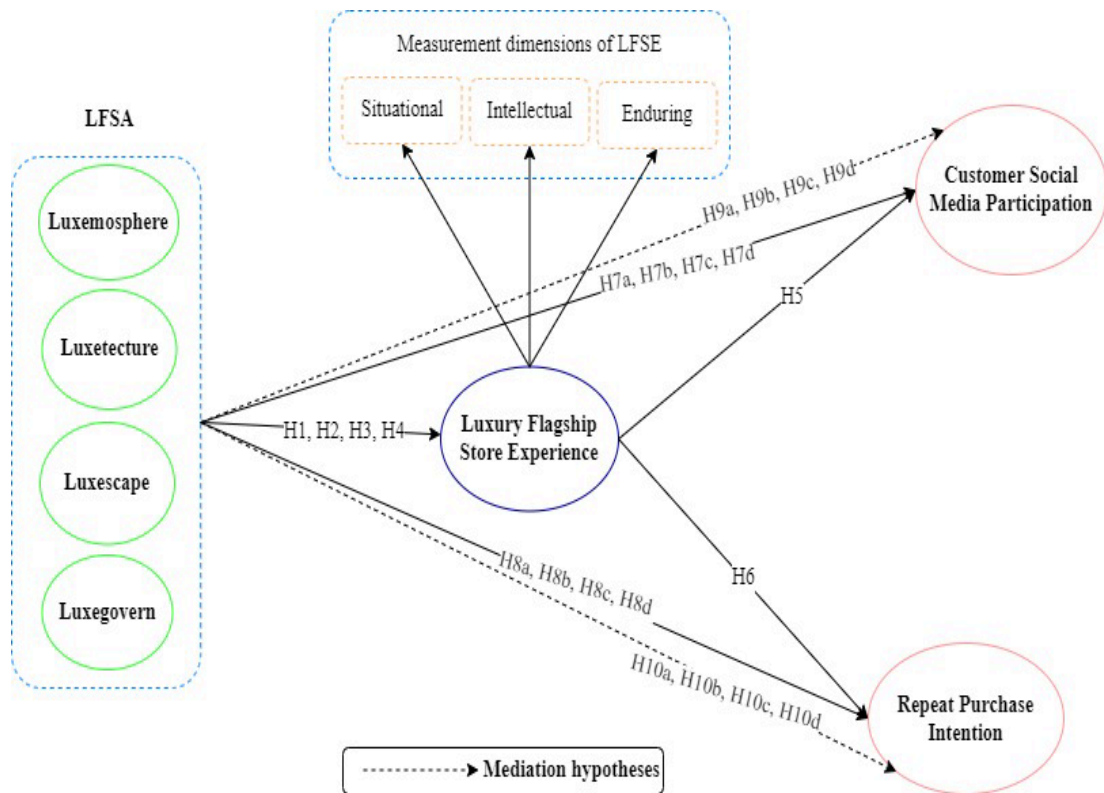 Measurement dimensions of LFSE
Situational
Intellectual
Enduring
LFSA
Luxemosphere
Luxetecture
Luxescape
Luxegovern
H9a, H9b, H9c, H9d
H7a, H7b, H7c, H7d
Customer Social
Media Participation
H5
H1, H2, H3, H4
Luxury Flagship
Store Experience
H6
H8a, H8b, H8c, H8d
H10a, H10b, H10c, H10d
Repeat Purchase
Intention
Mediation hypotheses